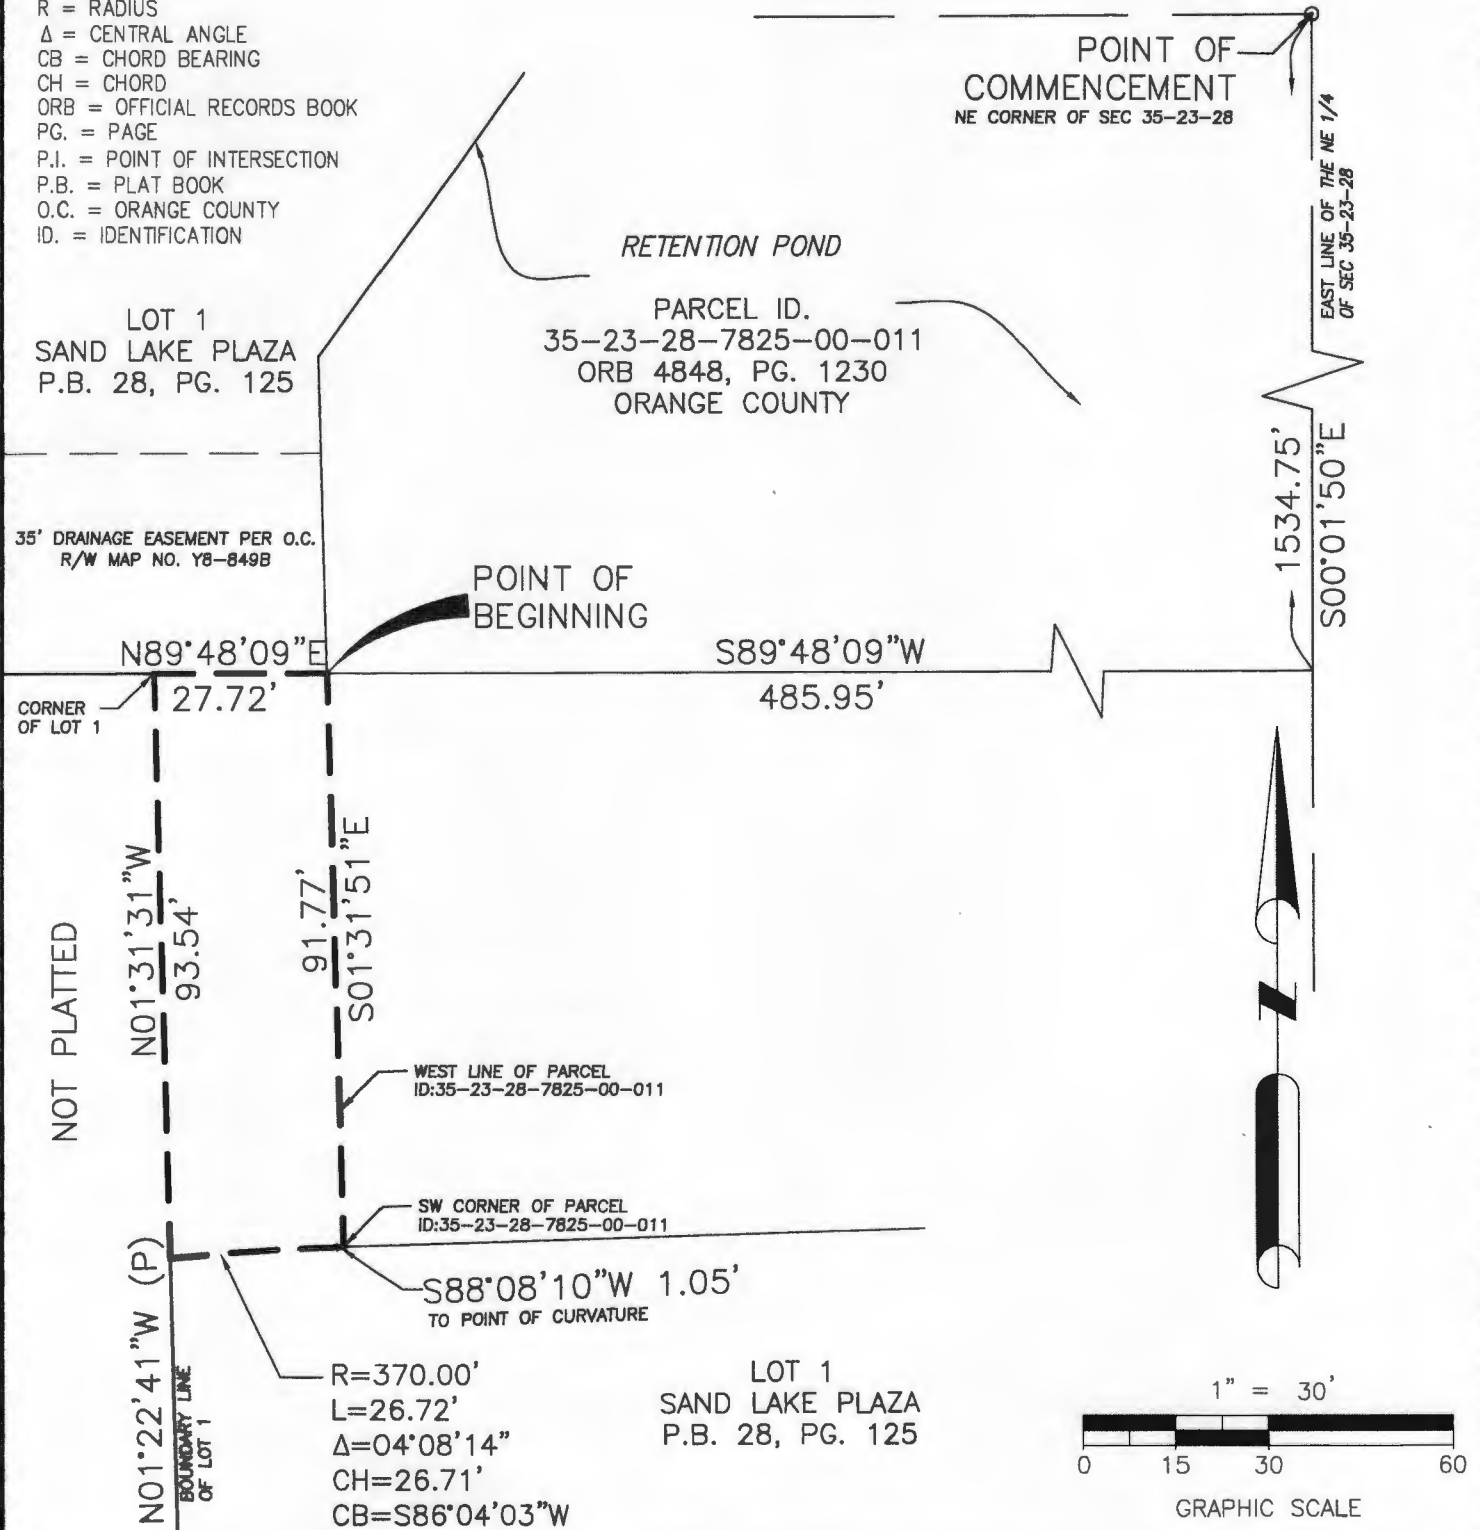 R = RADIUS
Δ = CENTRAL ANGLE
CB = CHORD BEARING
CH = CHORD
ORB = OFFICIAL RECORDS BOOK
PG. = PAGE
P.I. = POINT OF INTERSECTION
P.B. = PLAT BOOK
O.C. = ORANGE COUNTY
ID. = IDENTIFICATION
POINT OF
COMMENCEMENT
NE CORNER OF SEC 35-23-28
EAST LINE OF THE NE 1/4
OF SEC 35-23-28
RETENTION POND
PARCEL ID.
35-23-28-7825-00-011
ORB 4848, PG. 1230
ORANGE COUNTY
LOT 1
SAND LAKE PLAZA
P.B. 28, PG. 125
1534.75'
S00°01'50"E
35' DRAINAGE EASEMENT PER O.C.
R/W MAP NO. Y8-849B
POINT OF
BEGINNING
N89°48'09"E
27.72'
S89°48'09"W
485.95'
CORNER
OF LOT 1
NOT PLATTED
N01°31'31"W
93.54'
91.77'
S01°31'51"E
WEST LINE OF PARCEL
ID:35-23-28-7825-00-011
SW CORNER OF PARCEL
ID:35-23-28-7825-00-011
S88°08'10"W 1.05'
TO POINT OF CURVATURE
N01°22'41"W (P)
BOUNDARY LINE
OF LOT 1
R=370.00'
L=26.72'
Δ=04°08'14"
CH=26.71'
CB=S86°04'03"W
LOT 1
SAND LAKE PLAZA
P.B. 28, PG. 125
N
1" = 30'
0 15 30 60
GRAPHIC SCALE